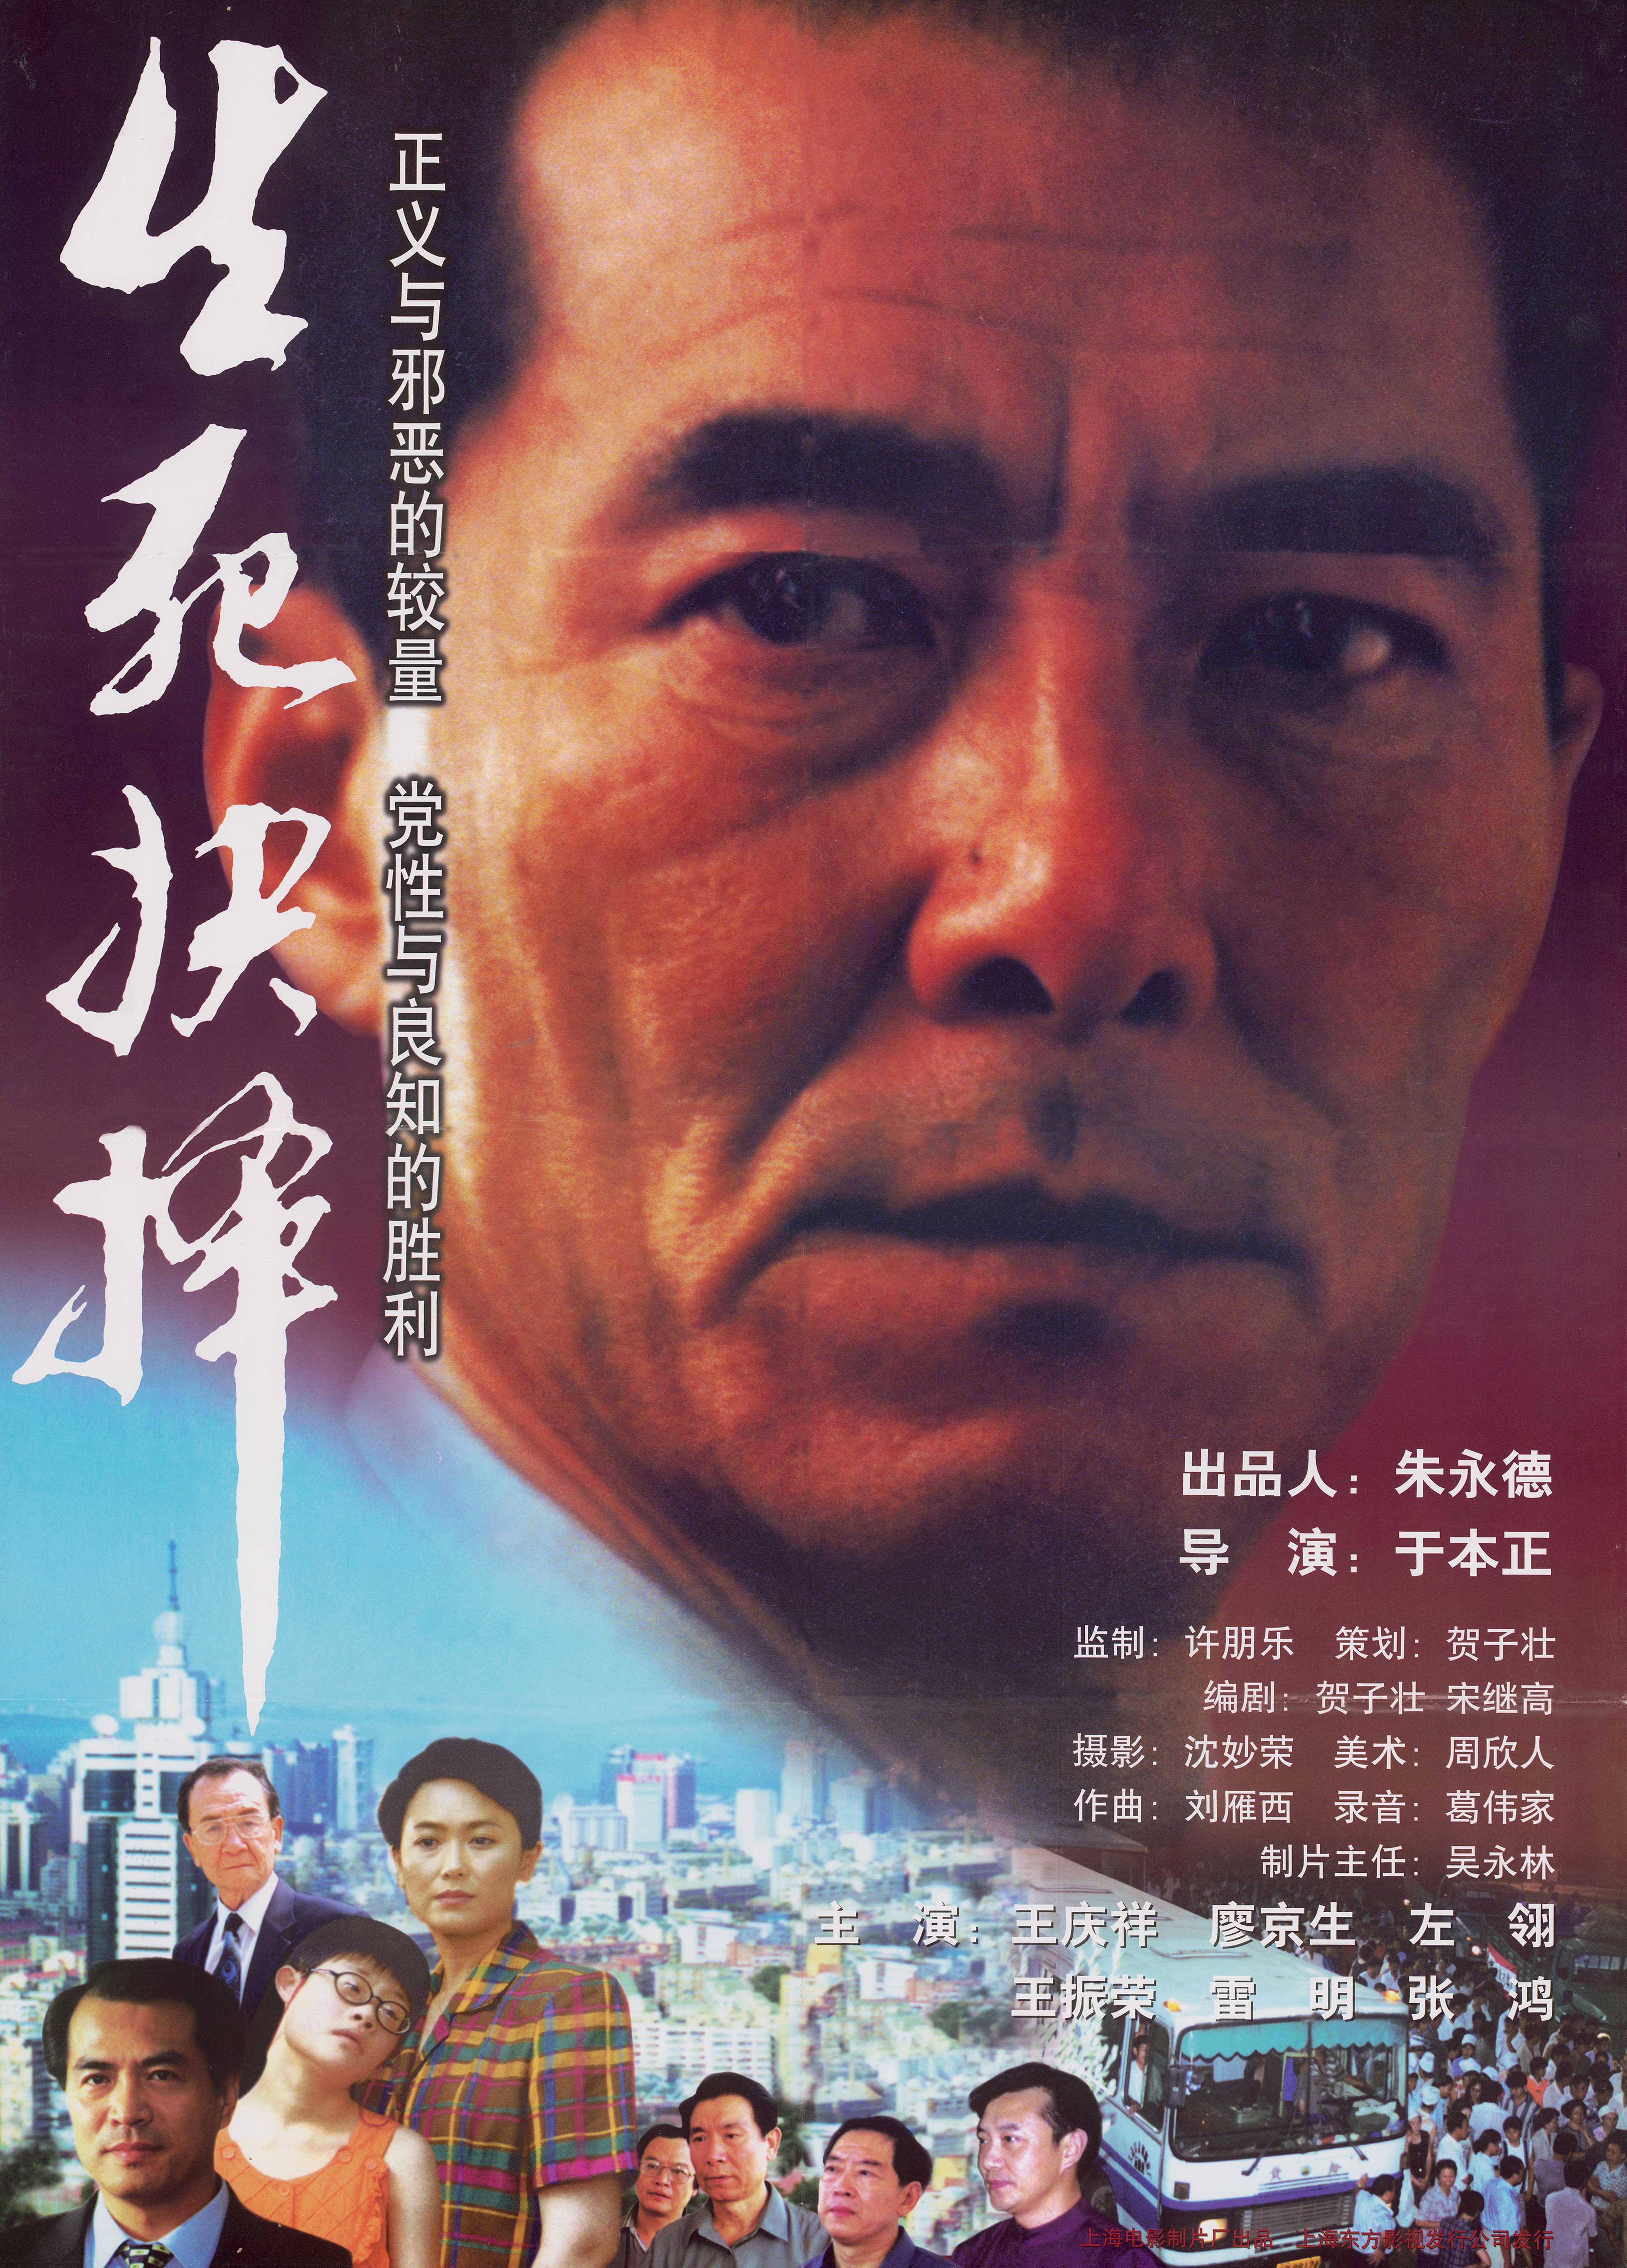 生死抉择
正义与邪恶的较量 党性与良知的胜利
出品人：朱永德
导 演：于本正
监制：许朋乐 策划：贺子壮
编剧：贺子壮 宋继高
摄影：沈妙荣 美术：周欣人
作曲：刘雁西 录音：葛伟家
制片主任：吴永林
主 演：王庆祥 廖京生 左 翎
王振荣 雷 明 张 鸿
上海电影制片厂出品 上海东方影视发行公司发行